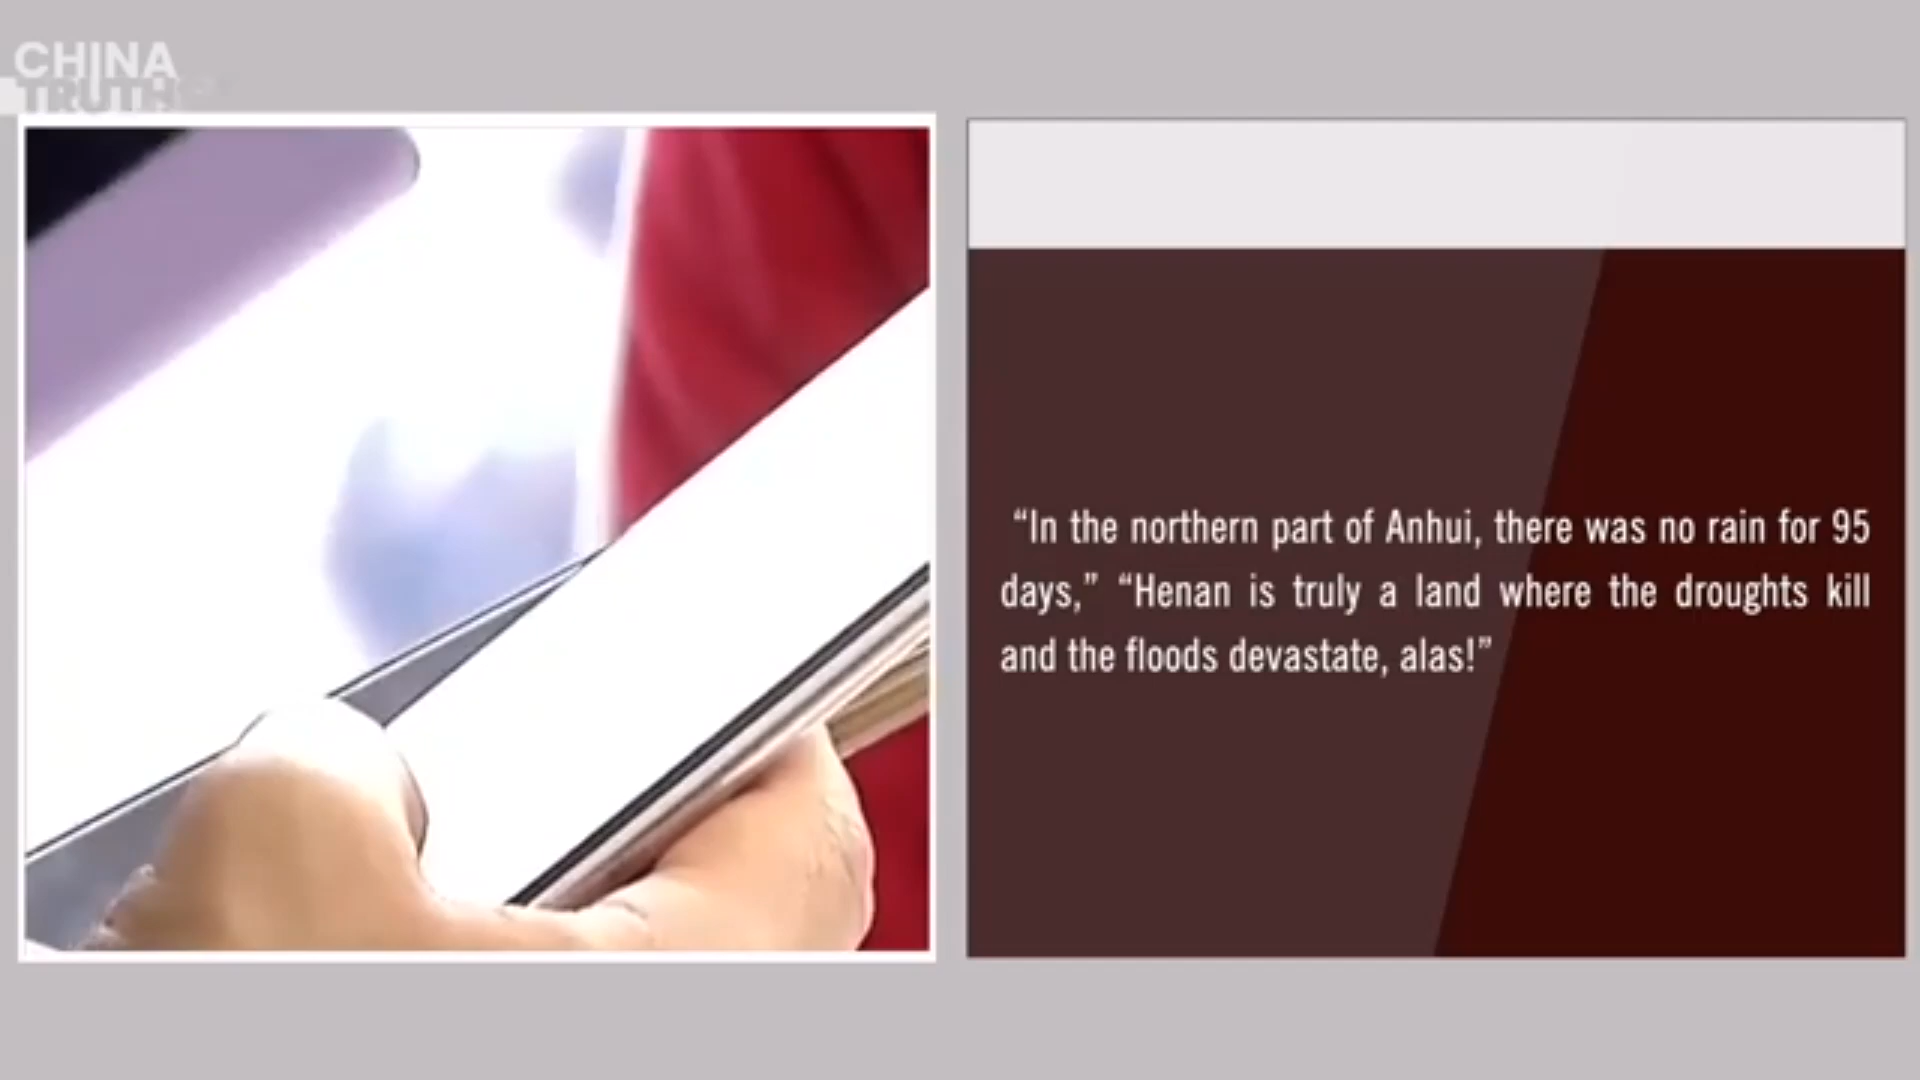 CHINA
TRUTHS
“In the northern part of Anhui, there was no rain for 95
days,” “Henan is truly a land where the droughts kill
and the floods devastate, alas!”